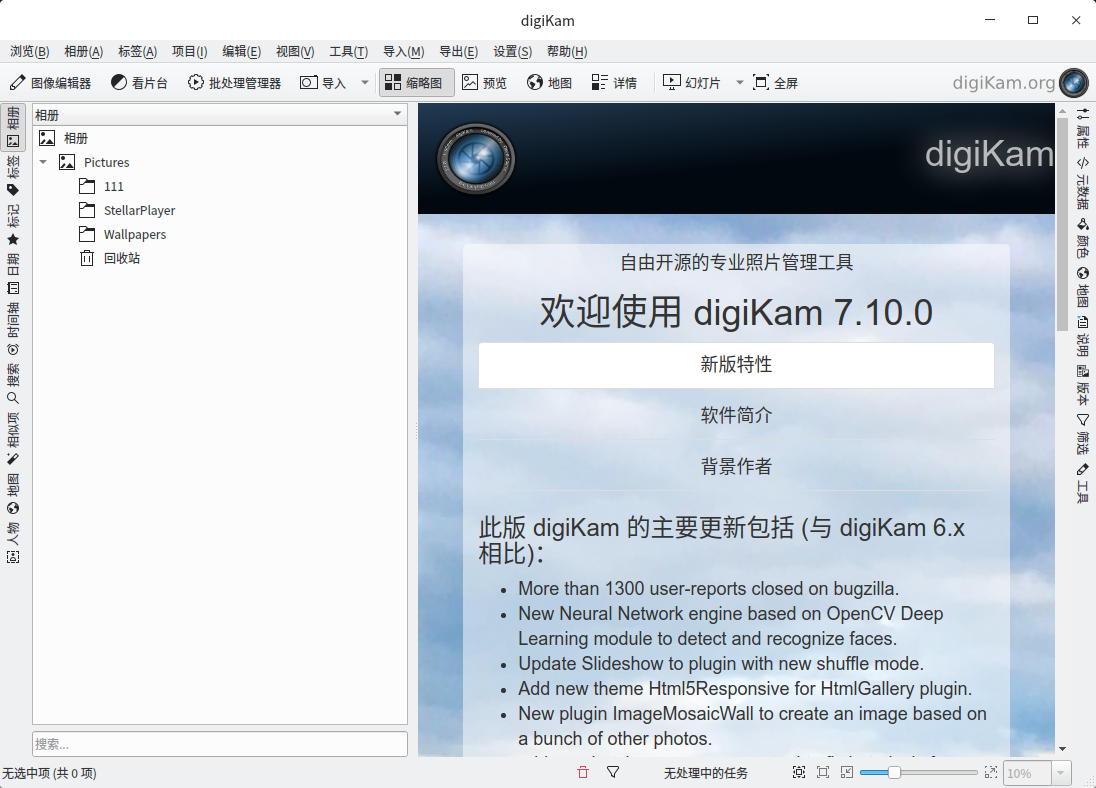 digiKam
浏览(B) 相册(A) 标签(A) 项目(I) 编辑(E) 视图(V) 工具(T) 导入(M) 导出(E) 设置(S) 帮助(H)
图像编辑器 看片台 批处理管理器 导入 缩略图 预览 地图 详情 幻灯片 全屏 digiKam.org
相册
标签
标记
日期
时间轴
搜索
相似项
地图
人物
相册
相册
Pictures
111
StellarPlayer
Wallpapers
回收站
搜索...
digiKam
自由开源的专业照片管理工具
欢迎使用 digiKam 7.10.0
新版特性
软件简介
背景作者
此版 digiKam 的主要更新包括 (与 digiKam 6.x
相比)：
• More than 1300 user-reports closed on bugzilla.
• New Neural Network engine based on OpenCV Deep
Learning module to detect and recognize faces.
• Update Slideshow to plugin with new shuffle mode.
• Add new theme Html5Responsive for HtmlGallery plugin.
• New plugin ImageMosaicWall to create an image based on
a bunch of other photos.
属性
元数据
颜色
地图
说明
版本
筛选
工具
无选中项 (共 0 项) 无处理中的任务 10%